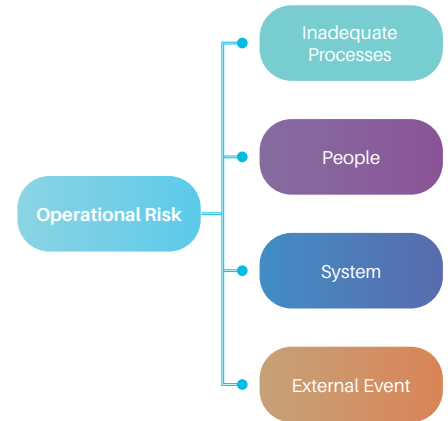 Inadequate
Processes
People
Operational Risk
System
External Event